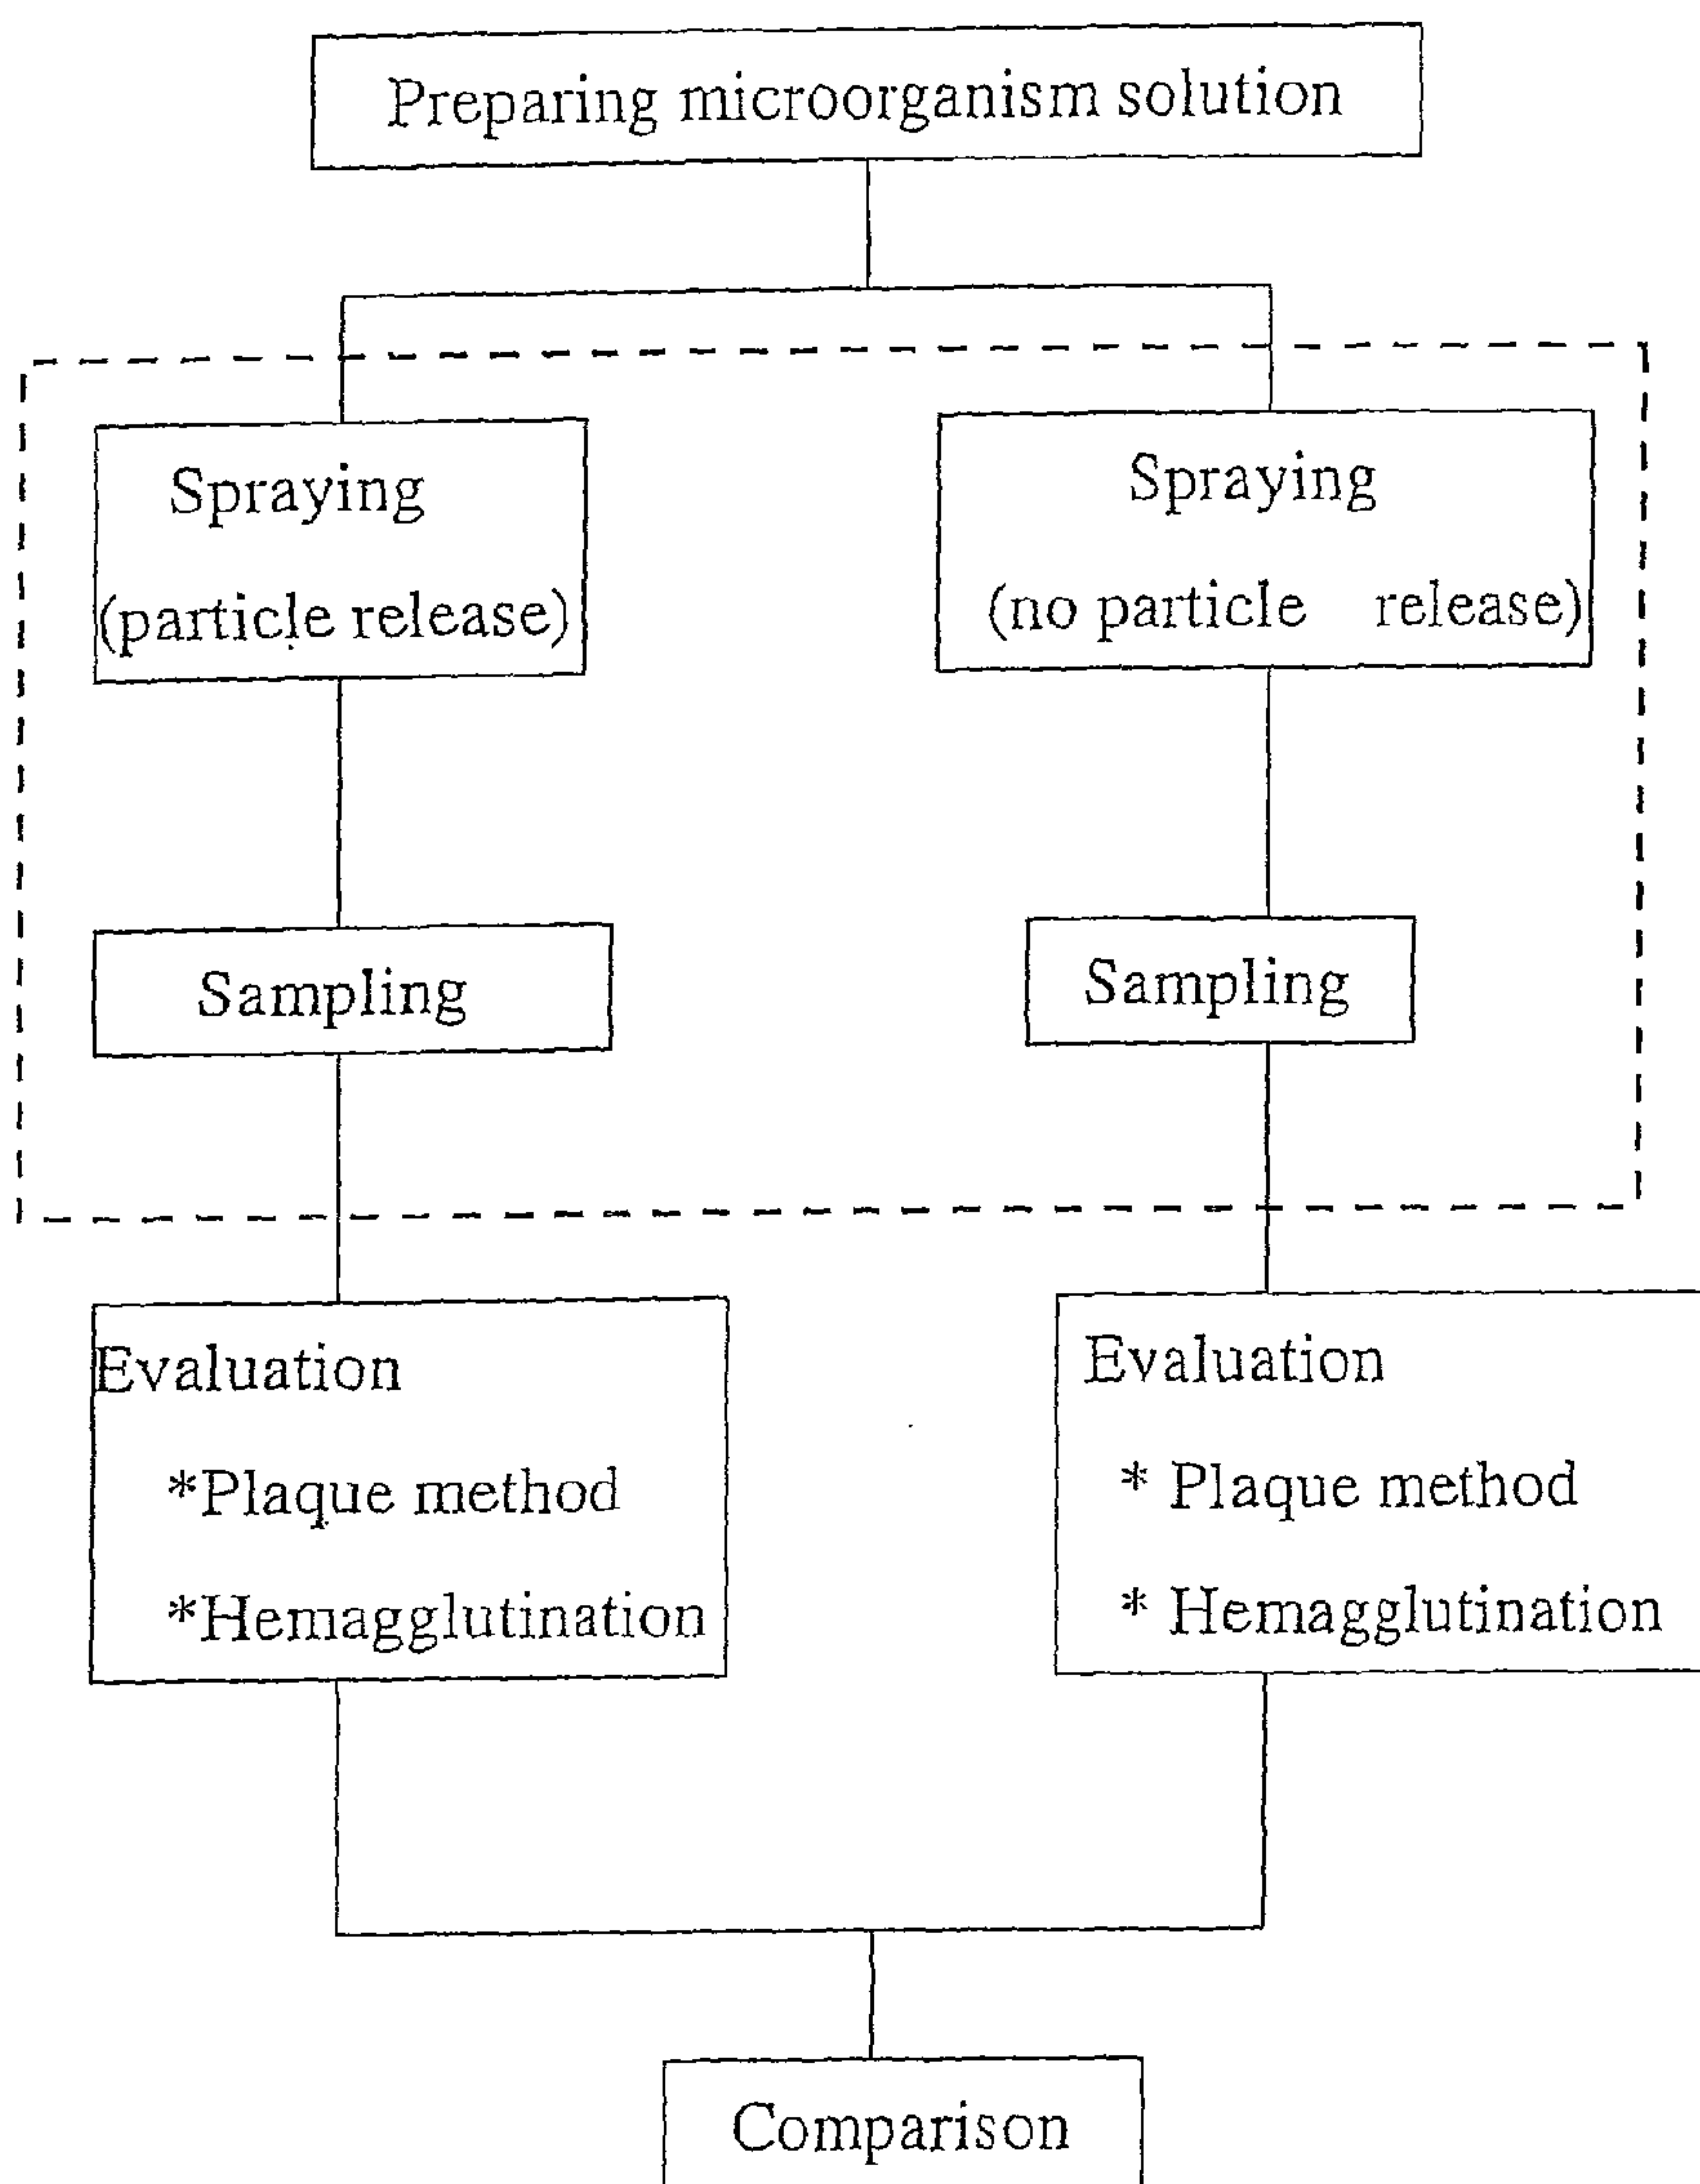 Preparing microorganism solution
Spraying
(particle release)
Spraying
(no particle release)
Sampling
Sampling
Evaluation
*Plaque method
*Hemagglutination
Evaluation
* Plaque method
* Hemagglutination
Comparison